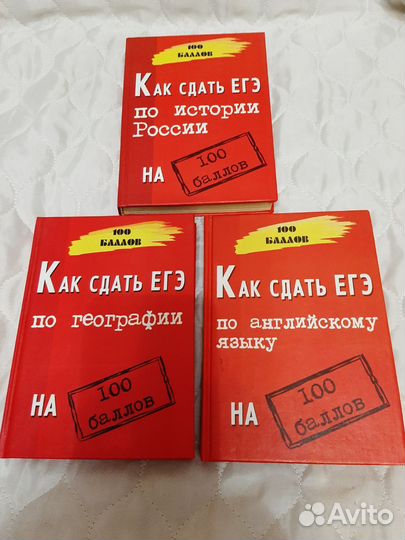 100
БАЛЛОВ
Как сдать ЕГЭ
по истории
России
на
100
баллов
100
БАЛЛОВ
Как сдать ЕГЭ
по географии
на
100
баллов
100
БАЛЛОВ
Как сдать ЕГЭ
по английскому
языку
на
100
баллов
Avito